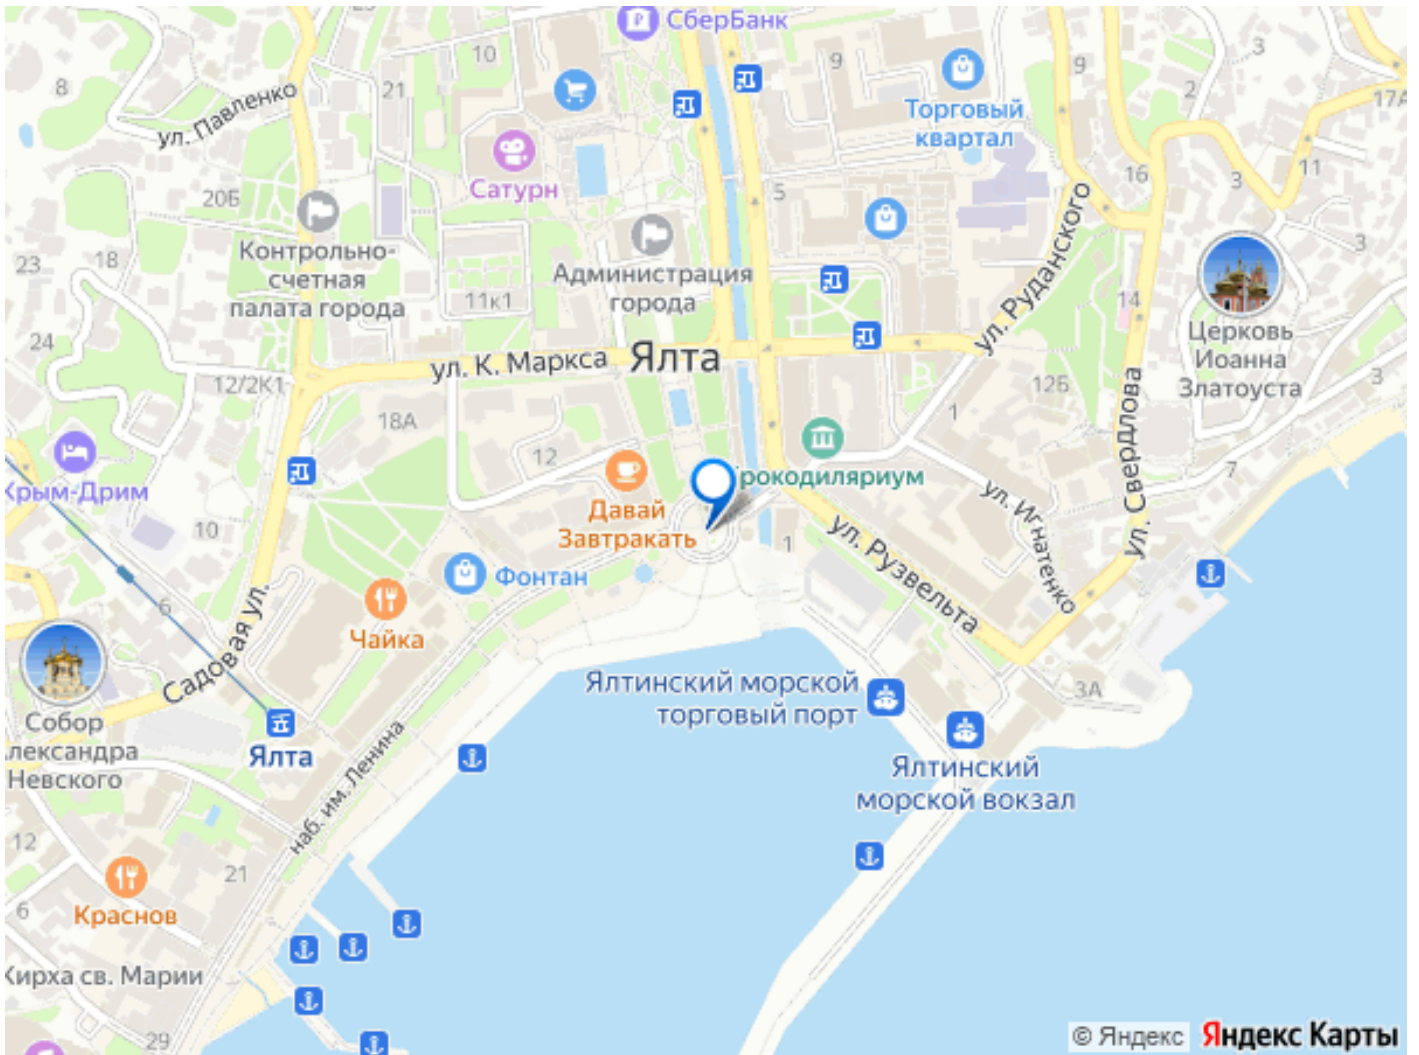 СберБанк
10
9
3
9
8
21
2
17А
ул. Павленко
Торговый
квартал
11
Сатурн
16
3
20Б
5
Контрольно-
счетная
палата города
Администрация
города
ул. Руданского
3
23
18
11к1
14
Церковь
Иоанна
Златоуста
24
ул. К. Маркса
Ялта
12/2К1
12Б
3
18А
1
12
Крым-Дрим
рокодиляриум
ул. Свердлова
7
Давай
Завтракать
ул. Игнатенко
10
1
ул. Рузвельта
Фонтан
6
Чайка
Садовая ул.
Ялтинский морской
торговый порт
3А
Собор
лександра
Невского
Ялта
наб. им. Ленина
Ялтинский
морской вокзал
12
21
6
Краснов
Кирха св. Марии
29
© Яндекс Яндекс Карты